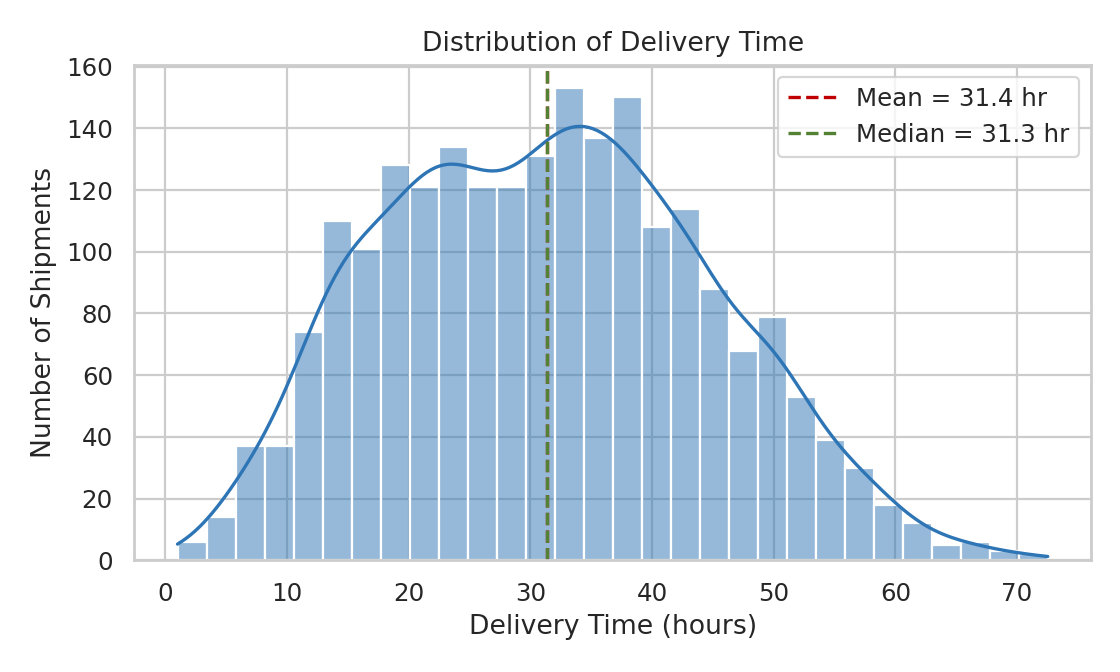 Distribution of Delivery Time
Number of Shipments
160
140
120
100
80
60
40
20
0
Mean = 31.4 hr
Median = 31.3 hr
0 10 20 30 40 50 60 70
Delivery Time (hours)